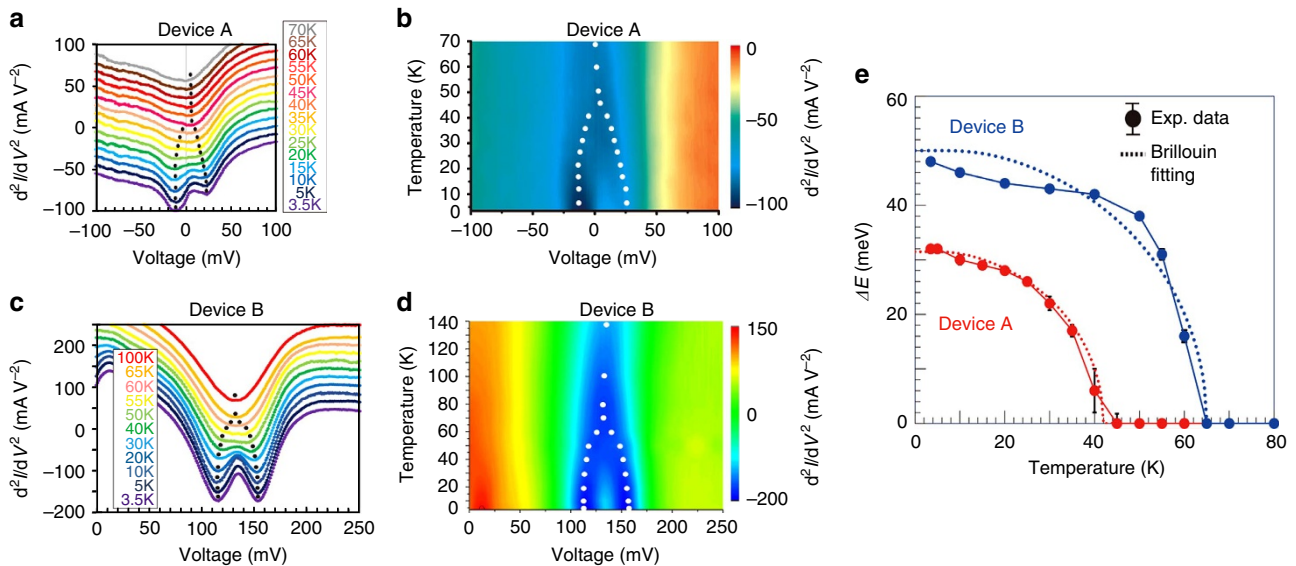 a
Device A
d²I/dV² (mA V⁻²)
100
50
0
−50
−100
−100
−50
0
50
100
Voltage (mV)
70K
65K
60K
55K
50K
45K
40K
35K
30K
25K
20K
15K
10K
5K
3.5K
b
Device A
Temperature (K)
70
60
50
40
30
20
10
0
−100
−50
0
50
100
Voltage (mV)
0
−50
−100
d²I/dV² (mA V⁻²)
c
Device B
d²I/dV² (mA V⁻²)
200
100
0
−100
−200
0
50
100
150
200
250
Voltage (mV)
100K
65K
60K
55K
50K
40K
30K
20K
10K
5K
3.5K
d
Device B
Temperature (K)
140
120
100
80
60
40
20
0
0
50
100
150
200
250
Voltage (mV)
150
0
−200
d²I/dV² (mA V⁻²)
e
ΔE (meV)
60
40
20
0
0
20
40
60
80
Temperature (K)
Device B
Device A
Exp. data
Brillouin
fitting